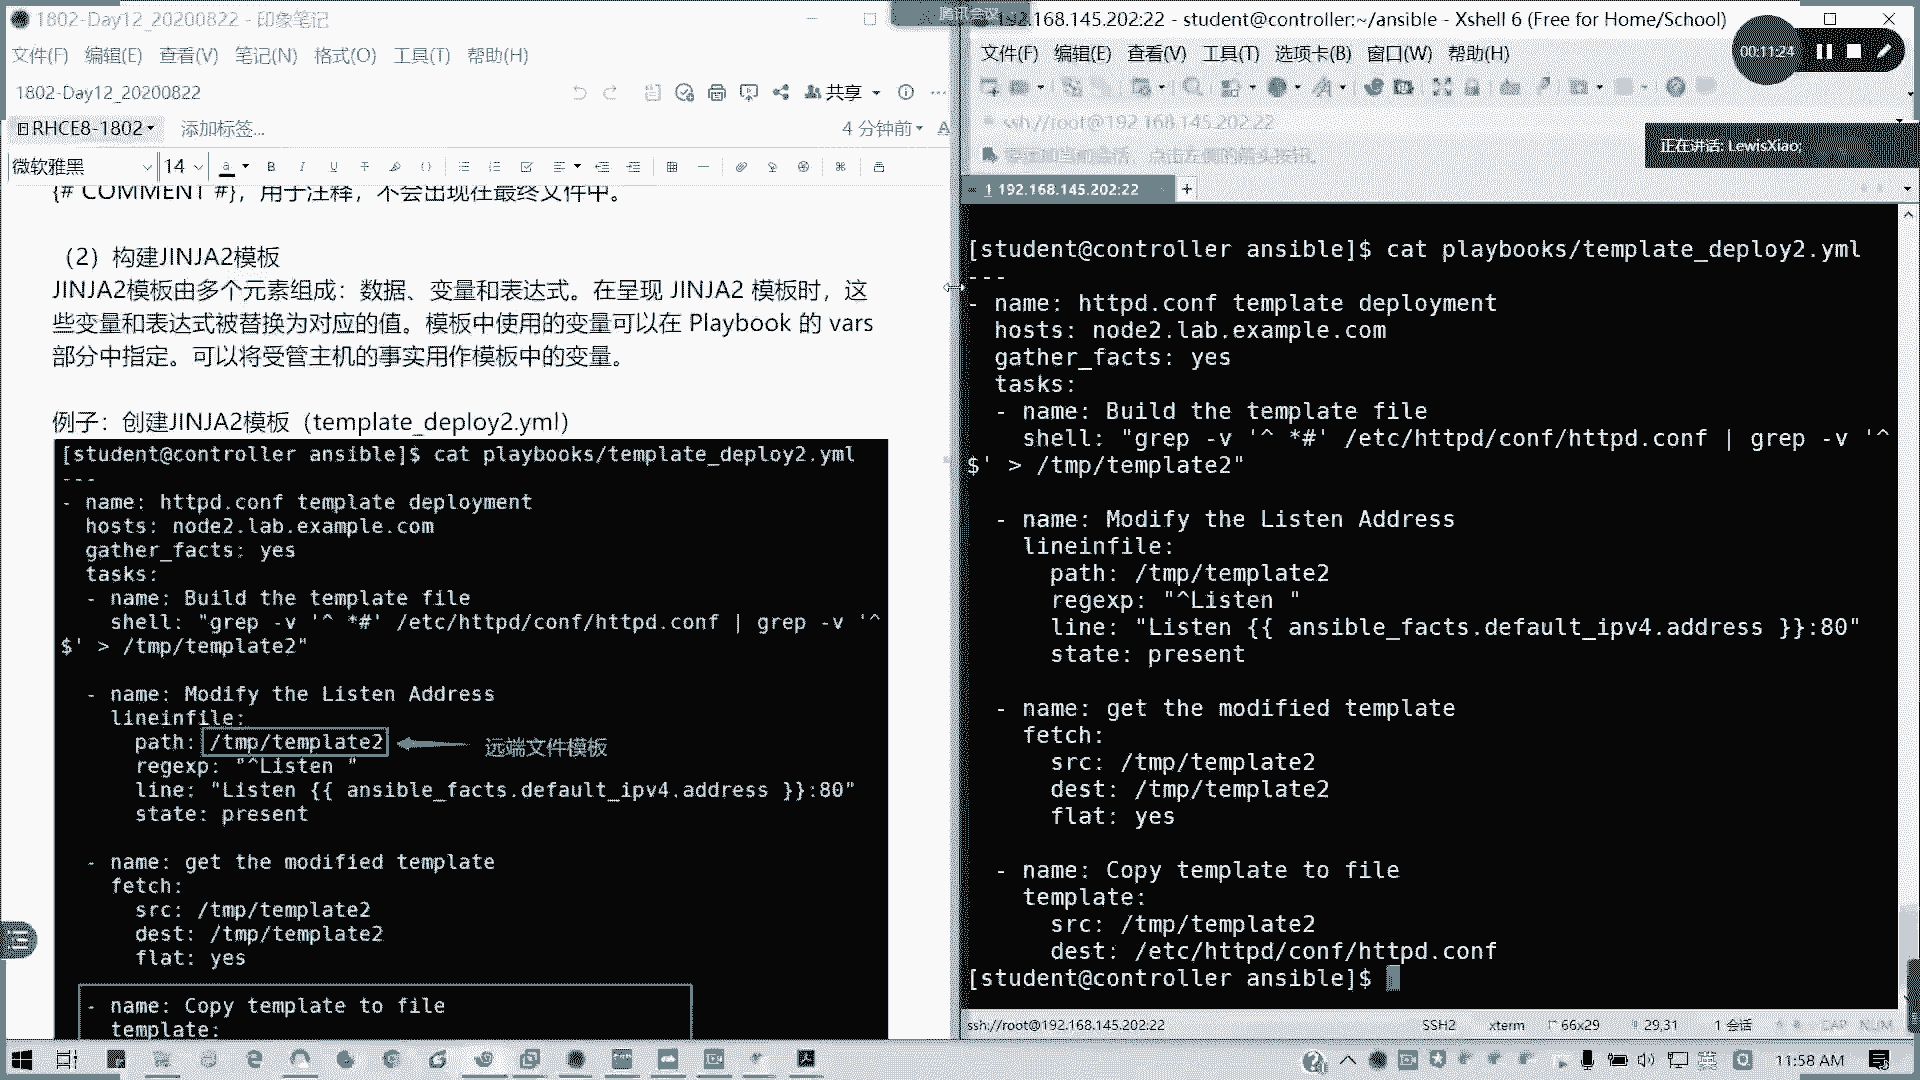 1802-Day12_20200822 - 印象笔记
文件(F) 编辑(E) 查看(V) 笔记(N) 格式(O) 工具(T) 帮助(H)
1802-Day12_20200822
共享
RHCE8-1802
添加标签...
4 分钟前
微软雅黑 14
{# COMMENT #}，用于注释，不会出现在最终文件中。
（2）构建JINJA2模板
JINJA2模板由多个元素组成：数据、变量和表达式。在呈现 JINJA2 模板时，这
些变量和表达式被替换为对应的值。模板中使用的变量可以在 Playbook 的 vars
部分中指定。可以将受管主机的事实用作模板中的变量。
例子：创建JINJA2模板（template_deploy2.yml）
[student@controller ansible]$ cat playbooks/template_deploy2.yml
---
- name: httpd.conf template deployment
  hosts: node2.lab.example.com
  gather_facts: yes
  tasks:
  - name: Build the template file
    shell: "grep -v '^ *#' /etc/httpd/conf/httpd.conf | grep -v '^
$' > /tmp/template2"
  - name: Modify the Listen Address
    lineinfile:
      path: /tmp/template2
远端文件模板
      regexp: "^Listen "
      line: "Listen {{ ansible_facts.default_ipv4.address }}:80"
      state: present
  - name: get the modified template
    fetch:
      src: /tmp/template2
      dest: /tmp/template2
      flat: yes
  - name: Copy template to file
    template:
腾讯会议
192.168.145.202:22 - student@controller:~/ansible - Xshell 6 (Free for Home/School)
文件(F) 编辑(E) 查看(V) 工具(T) 选项卡(B) 窗口(W) 帮助(H)
00:11:24
ssh://root@192.168.145.202:22
正在讲话: LewisXiao;
要添加当前会话，点击左侧的箭头按钮。
1 192.168.145.202:22
[student@controller ansible]$ cat playbooks/template_deploy2.yml
---
- name: httpd.conf template deployment
  hosts: node2.lab.example.com
  gather_facts: yes
  tasks:
  - name: Build the template file
    shell: "grep -v '^ *#' /etc/httpd/conf/httpd.conf | grep -v '^
$' > /tmp/template2"
  - name: Modify the Listen Address
    lineinfile:
      path: /tmp/template2
      regexp: "^Listen "
      line: "Listen {{ ansible_facts.default_ipv4.address }}:80"
      state: present
  - name: get the modified template
    fetch:
      src: /tmp/template2
      dest: /tmp/template2
      flat: yes
  - name: Copy template to file
    template:
      src: /tmp/template2
      dest: /etc/httpd/conf/httpd.conf
[student@controller ansible]$
ssh://root@192.168.145.202:22 SSH2 xterm 66x29 29,31 1 会话 CAP NUM
英
11:58 AM